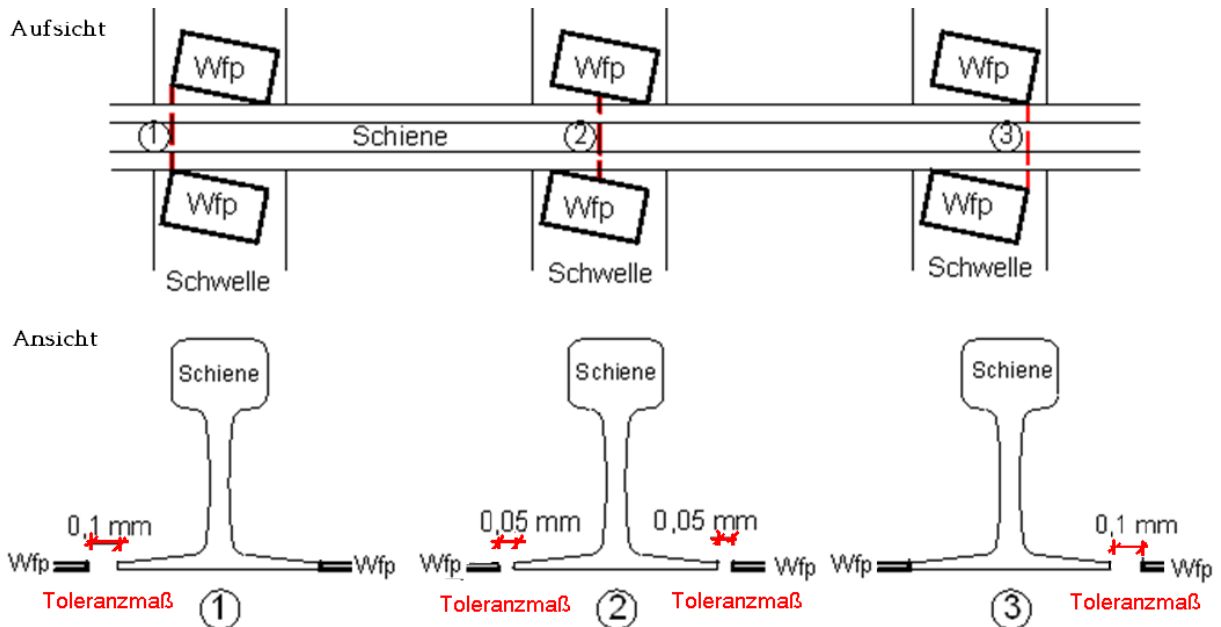 Aufsicht
Wfp Wfp Wfp
1 Schiene 2 3
Wfp Wfp Wfp
Schwelle Schwelle Schwelle
Ansicht
Schiene Schiene Schiene
0,1 mm 0,05 mm 0,05 mm 0,1 mm
Wfp Wfp Wfp Wfp Wfp Wfp
Toleranzmaß 1 Toleranzmaß 2 Toleranzmaß 3 Toleranzmaß